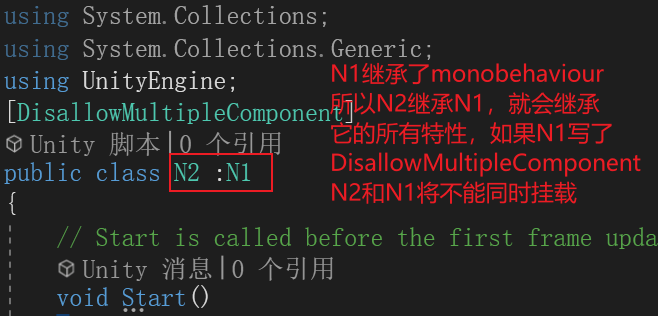 using System.Collections;
using System.Collections.Generic;
using UnityEngine;
[DisallowMultipleComponent]
Unity 脚本|0 个引用
public class N2 :N1
{
// Start is called before the first frame upda
Unity 消息|0 个引用
void Start()
N1继承了monobehaviour
所以N2继承N1，就会继承
它的所有特性，如果N1写了
DisallowMultipleComponent
N2和N1将不能同时挂载